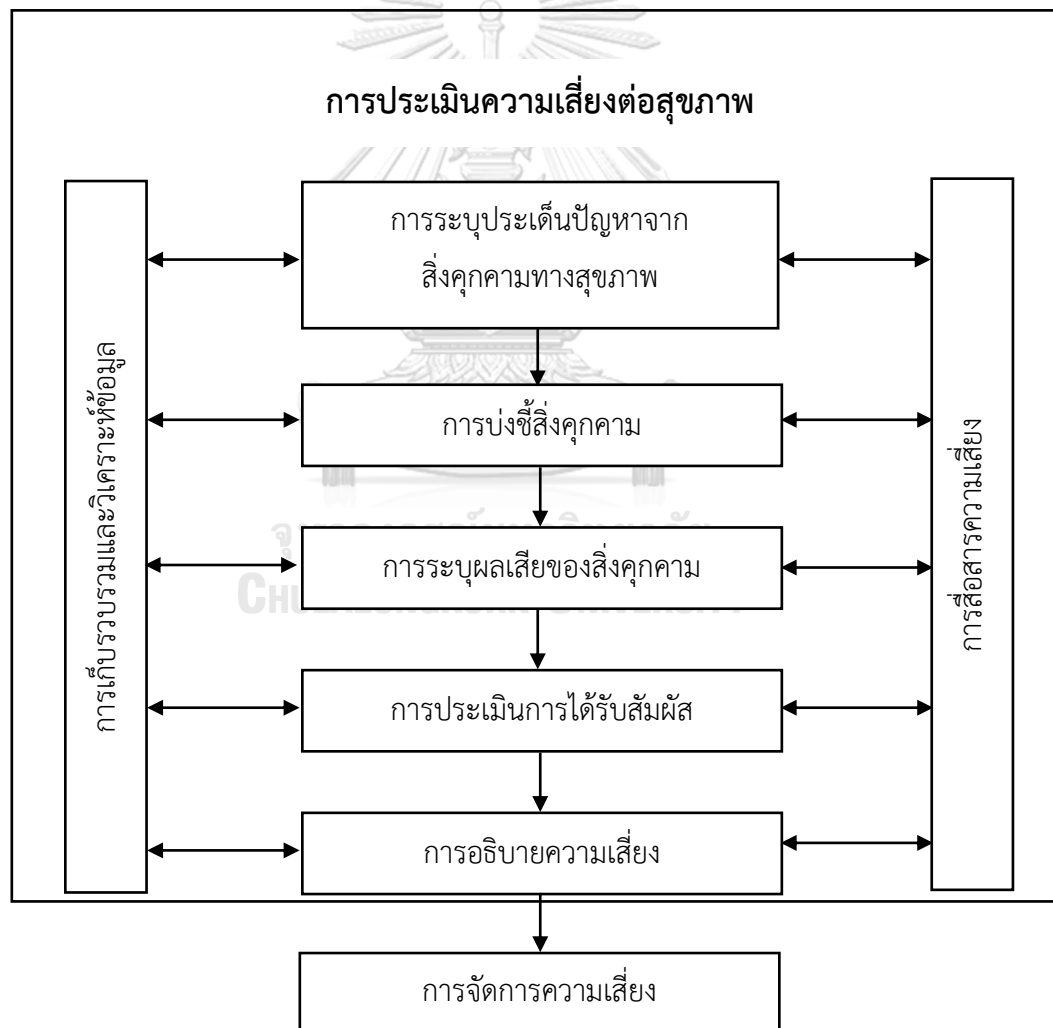 การประเมินความเสี่ยงต่อสุขภาพ
การระบุประเด็นปัญหาจาก
สิ่งคุกคามทางสุขภาพ
การเก็บรวบรวมและวิเคราะห์ข้อมูล
การสื่อสารความเสี่ยง
การบ่งชี้สิ่งคุกคาม
การระบุผลเสียของสิ่งคุกคาม
การประเมินการได้รับสัมผัส
การอธิบายความเสี่ยง
การจัดการความเสี่ยง